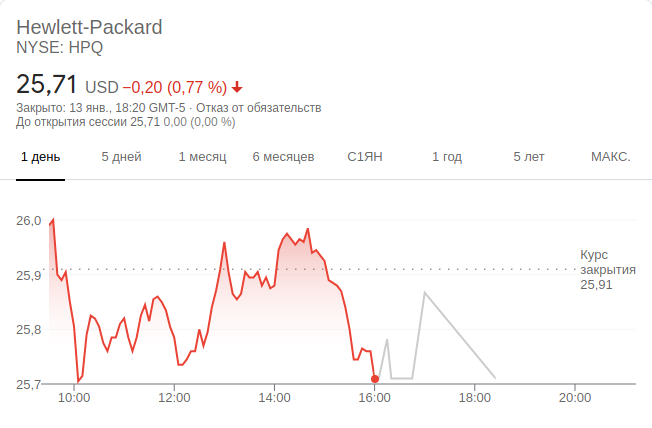 Hewlett-Packard
NYSE: HPQ
25,71 USD −0,20 (0,77 %)
Закрыто: 13 янв., 18:20 GMT-5 · Отказ от обязательств
До открытия сессии 25,71 0,00 (0,00 %)
1 день 5 дней 1 месяц 6 месяцев С1ЯН 1 год 5 лет МАКС.
26,0
Курс
25,9 закрытия
25,91
25,8
25,7
10:00 12:00 14:00 16:00 18:00 20:00